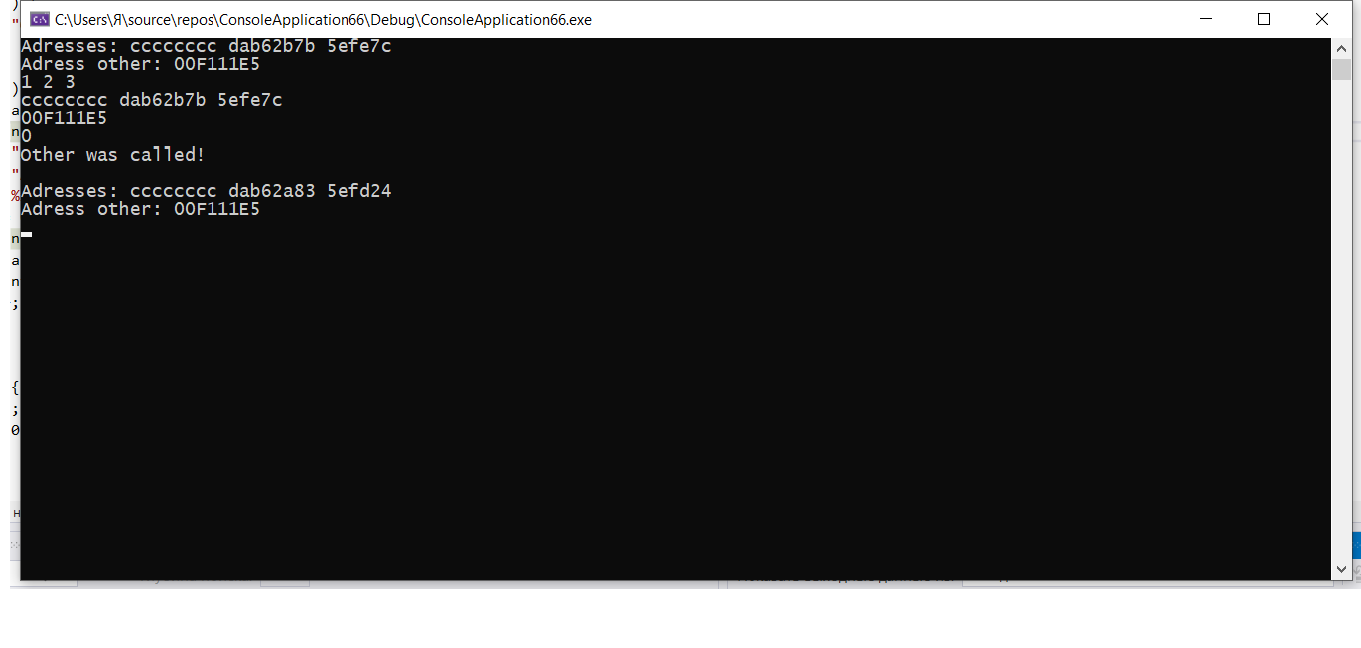 C:\Users\Я\source\repos\ConsoleApplication66\Debug\ConsoleApplication66.exe
Adresses: cccccccc dab62b7b 5efe7c
Adress other: 00F111E5
1 2 3
cccccccc dab62b7b 5efe7c
00F111E5
0
Other was called!
Adresses: cccccccc dab62a83 5efd24
Adress other: 00F111E5